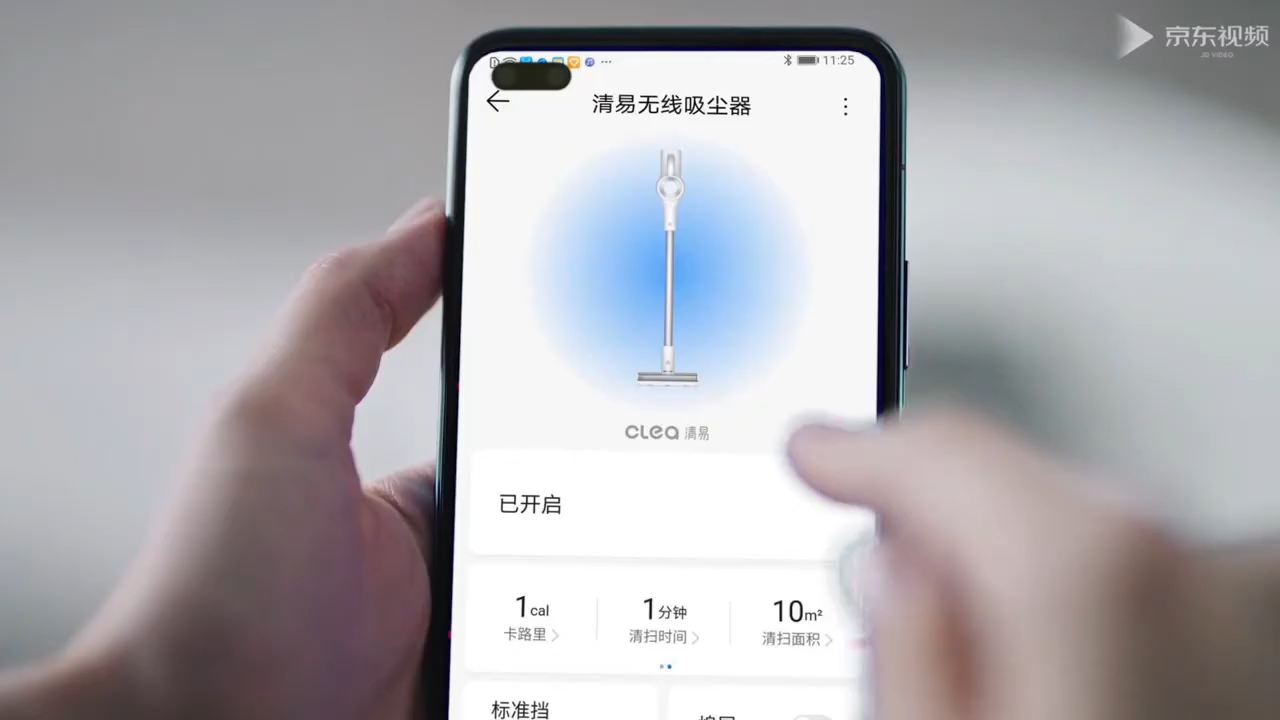 京东视频
JD VIDEO
11:25
清易无线吸尘器
CLEA 清易
已开启
1cal
卡路里
1分钟
清扫时间
10m²
清扫面积
标准挡